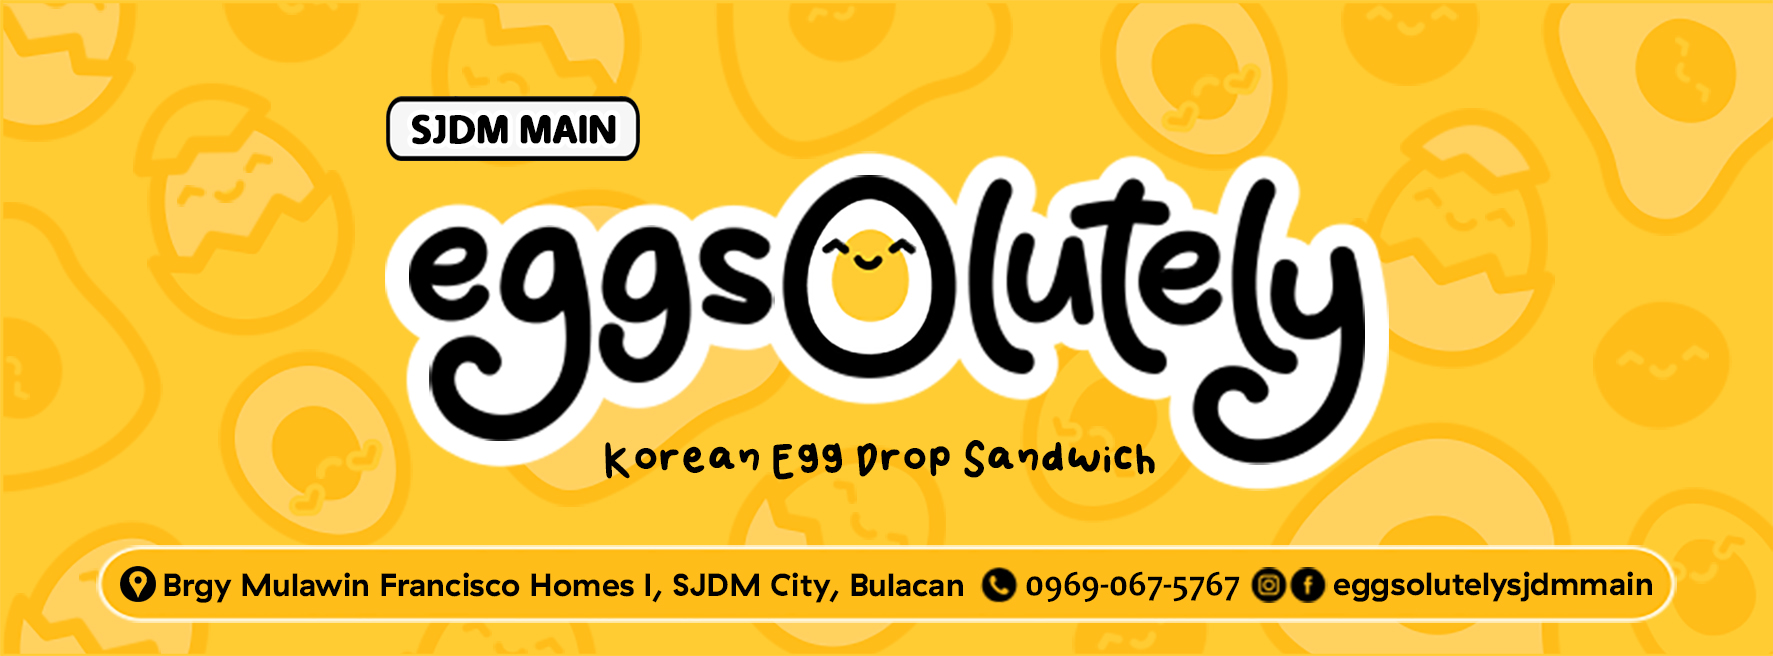 SJDM MAIN
eggsOlutely
Korean Egg Drop Sandwich
Brgy Mulawin Francisco Homes I, SJDM City, Bulacan 0969-067-5767 eggsolutelysjdmmain